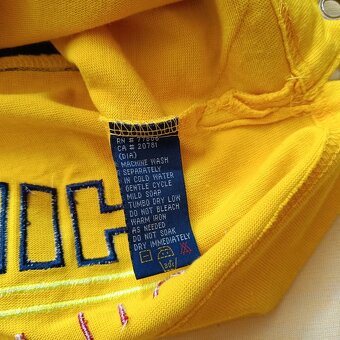 CA # 20781
(DIA)
MACHINE WASH
SEPARATELY
IN COLD WATER
GENTLE CYCLE
MILD SOAP
TUMBO DRY LOW
DO NOT BLEACH
WARM IRON
AS NEEDED
DO NOT SOAK
DRY IMMEDIATELY